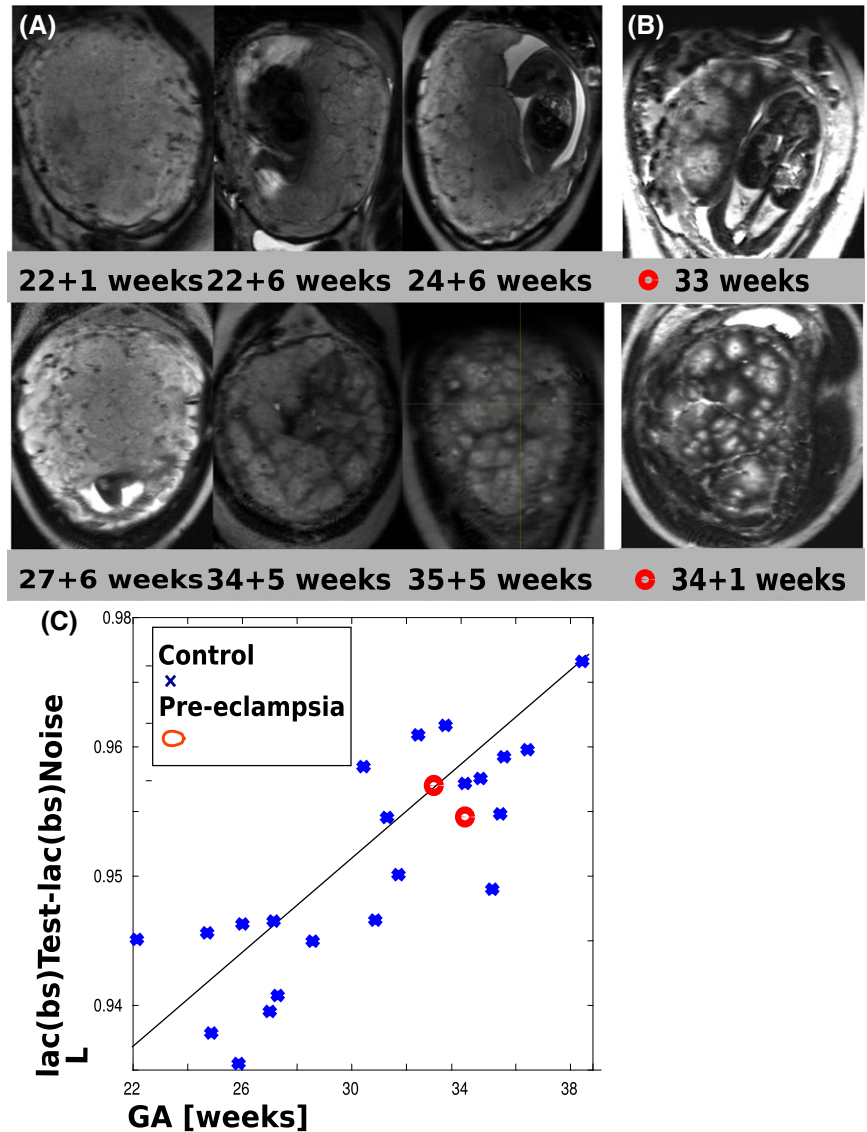 (A)
(B)
22+1 weeks 22+6 weeks 24+6 weeks 33 weeks
27+6 weeks 34+5 weeks 35+5 weeks 34+1 weeks
(C)
0.98
0.96
0.95
0.94
Control
Pre-eclampsia
lac(bs)Test-lac(bs)Noise
L
22 26 30 34 38
GA [weeks]